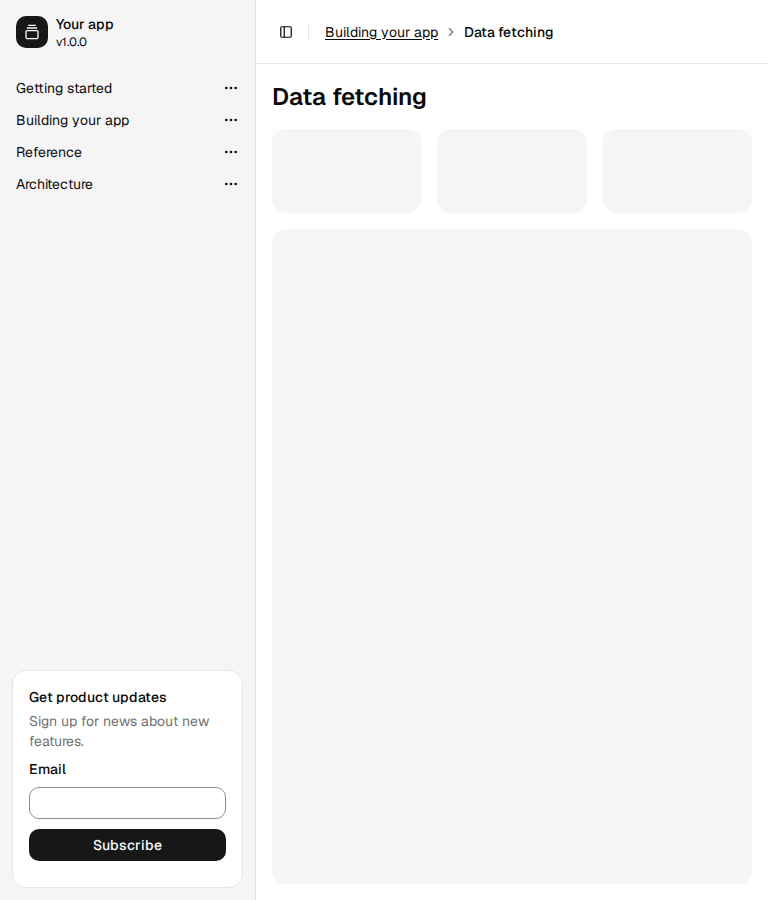 Your app
v1.0.0
Getting started
Building your app
Reference
Architecture
Get product updates
Sign up for news about new
features.
Email
Subscribe
Building your app > Data fetching
Data fetching